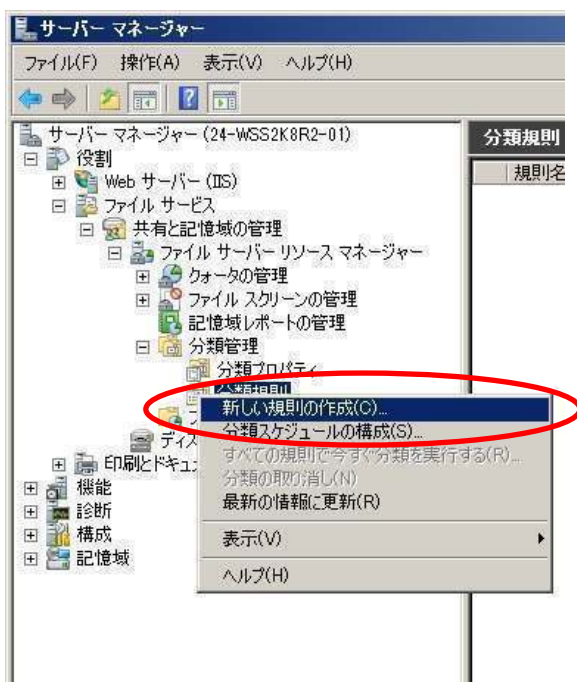 サーバー マネージャー
ファイル(F) 操作(A) 表示(V) ヘルプ(H)
サーバー マネージャー (24-WSS2K8R2-01)
役割
Web サーバー (IIS)
ファイル サービス
共有と記憶域の管理
ファイル サーバー リソース マネージャー
クォータの管理
ファイル スクリーンの管理
記憶域レポートの管理
分類管理
分類プロパティ
分類規則
ディス
印刷とドキュ
機能
診断
構成
記憶域
分類規則
規則名
新しい規則の作成(C)...
分類スケジュールの構成(S)...
すべての規則で今すぐ分類を実行する(R)...
分類の取り消し(N)
最新の情報に更新(R)
表示(V)
ヘルプ(H)